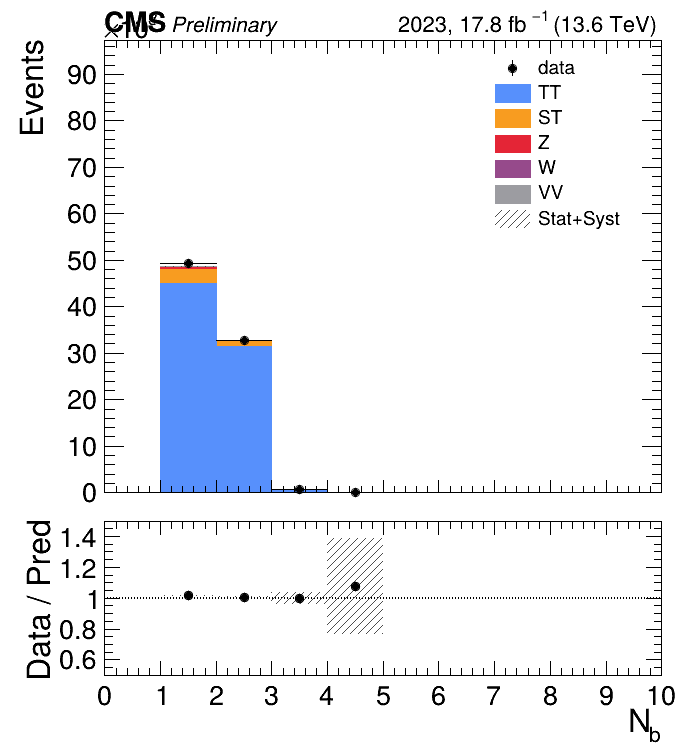 CMS Preliminary 2023, 17.8 fb⁻¹ (13.6 TeV)
Events
90
80
70
60
50
40
30
20
10
0
data
TT
ST
Z
W
VV
Stat+Syst
Data / Pred
1.4
1.2
1
0.8
0.6
0 1 2 3 4 5 6 7 8 9 10
N_b